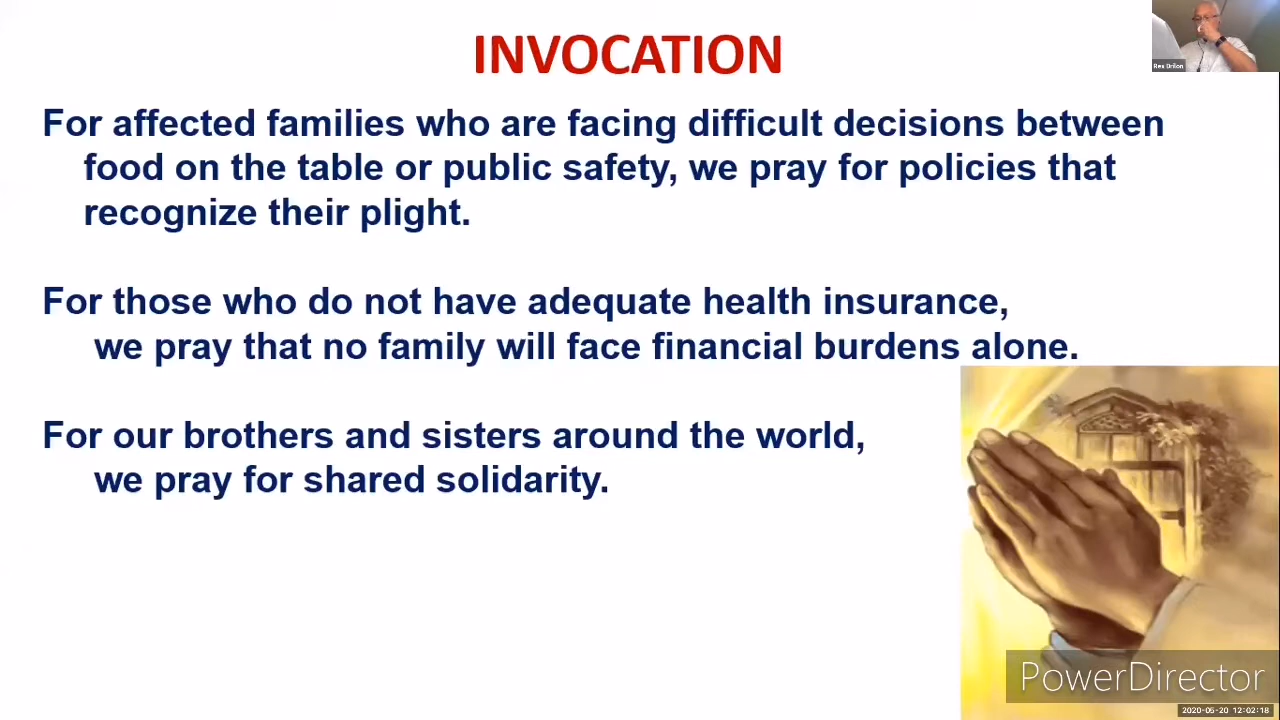 INVOCATION
Rex Drilon
For affected families who are facing difficult decisions between
food on the table or public safety, we pray for policies that
recognize their plight.
For those who do not have adequate health insurance,
we pray that no family will face financial burdens alone.
For our brothers and sisters around the world,
we pray for shared solidarity.
PowerDirector
2020-05-20 12:02:18